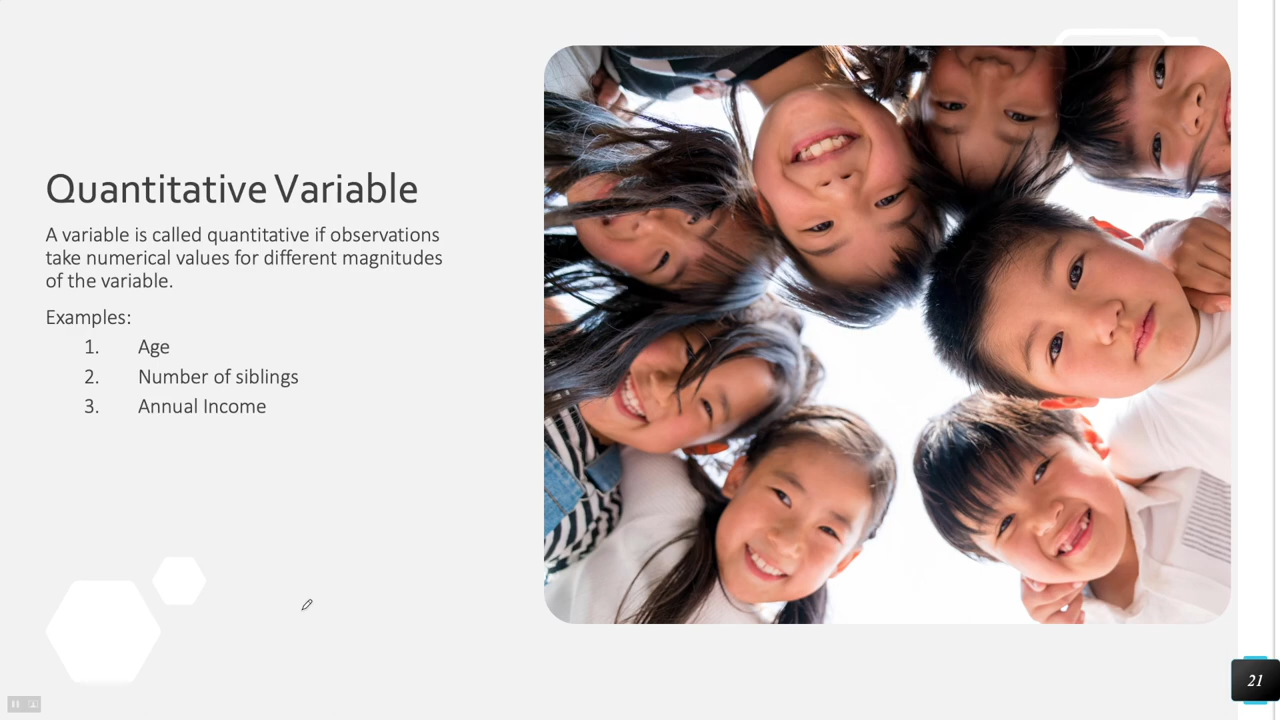 Quantitative Variable
A variable is called quantitative if observations
take numerical values for different magnitudes
of the variable.
Examples:
1. Age
2. Number of siblings
3. Annual Income
21